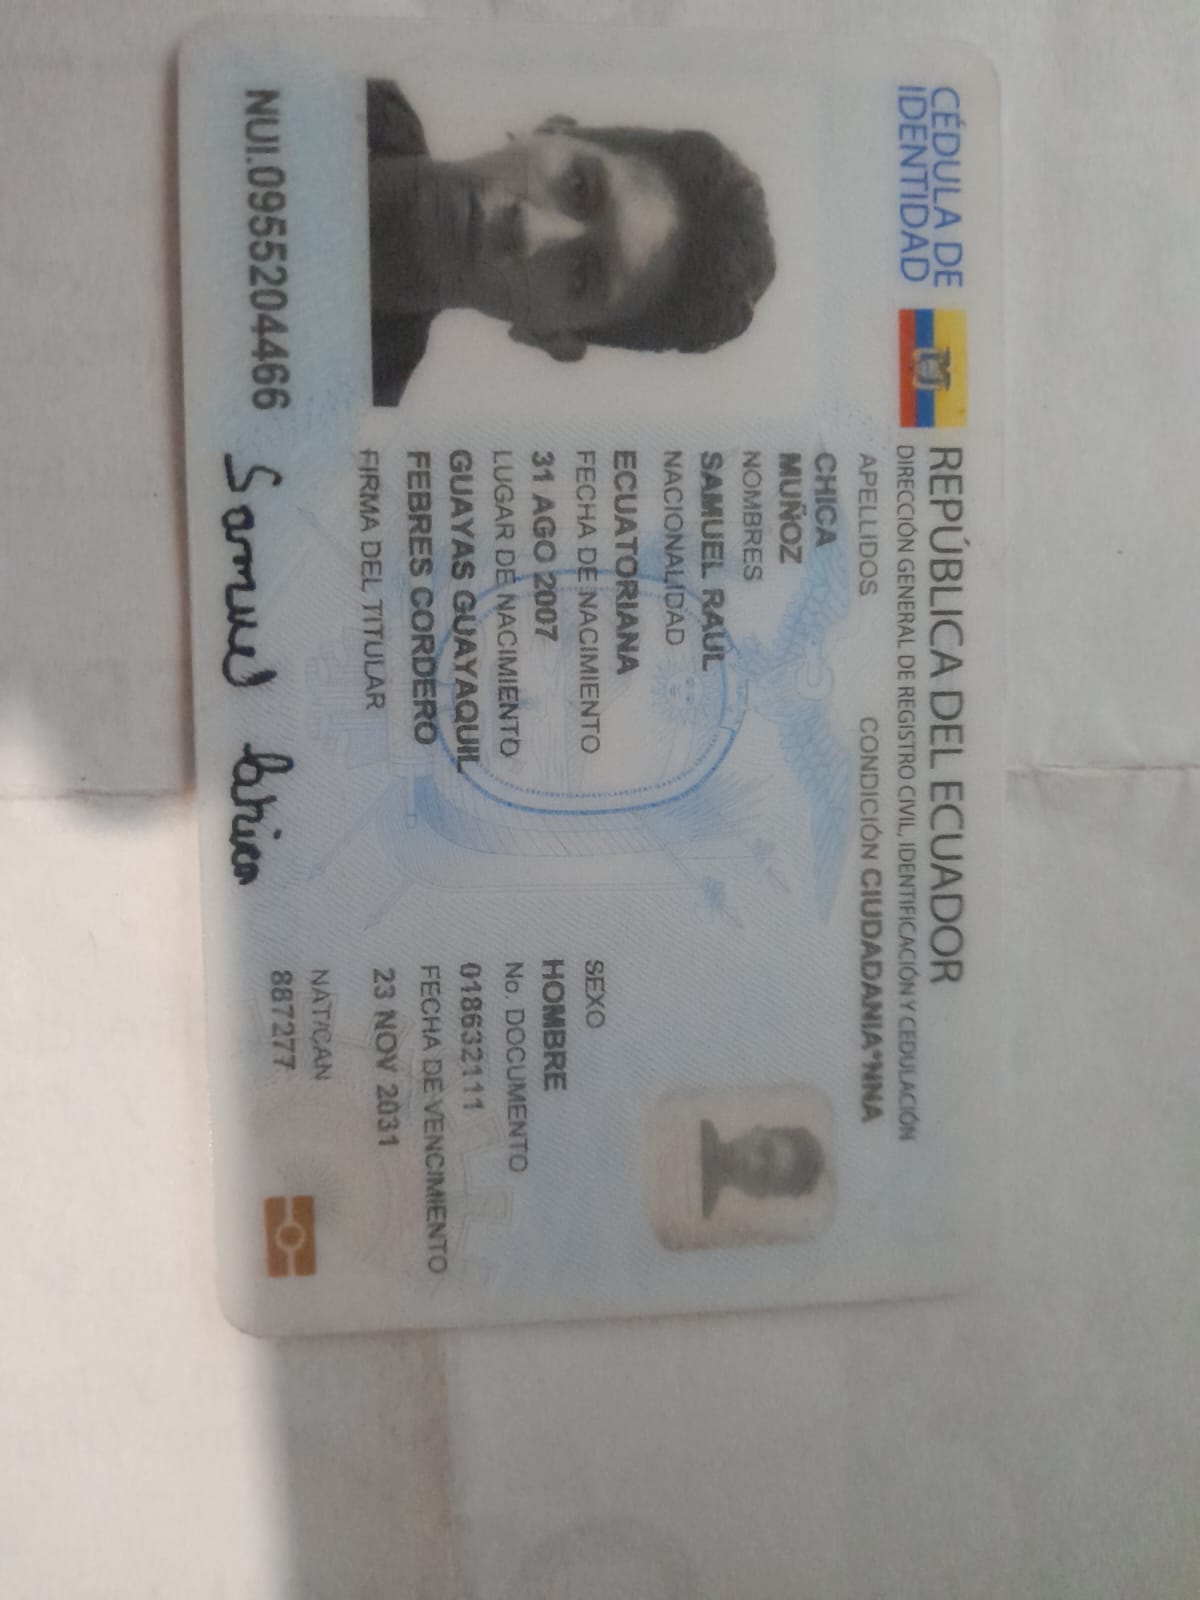 CÉDULA DE
IDENTIDAD
REPÚBLICA DEL ECUADOR
DIRECCIÓN GENERAL DE REGISTRO CIVIL, IDENTIFICACIÓN Y CEDULACIÓN
APELLIDOS
CONDICIÓN CIUDADANIA*NNA
CHICA
MUÑOZ
NOMBRES
SAMUEL RAUL
NACIONALIDAD
ECUATORIANA
FECHA DE NACIMIENTO
31 AGO 2007
LUGAR DE NACIMIENTO
GUAYAS GUAYAQUIL
FEBRES CORDERO
FIRMA DEL TITULAR
SEXO
HOMBRE
No. DOCUMENTO
018632111
FECHA DE VENCIMIENTO
23 NOV 2031
NAT/CAN
887277
NUI.0955204466
Samuel Chica